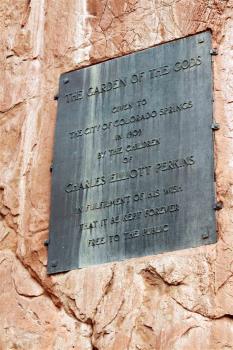 THE GARDEN OF THE GODS
GIVEN TO
THE CITY OF COLORADO SPRINGS
IN 1909
BY THE CHILDREN
OF
CHARLES ELLIOTT PERKINS
IN FULFILMENT OF HIS WISH
THAT IT BE KEPT FOREVER
FREE TO THE PUBLIC